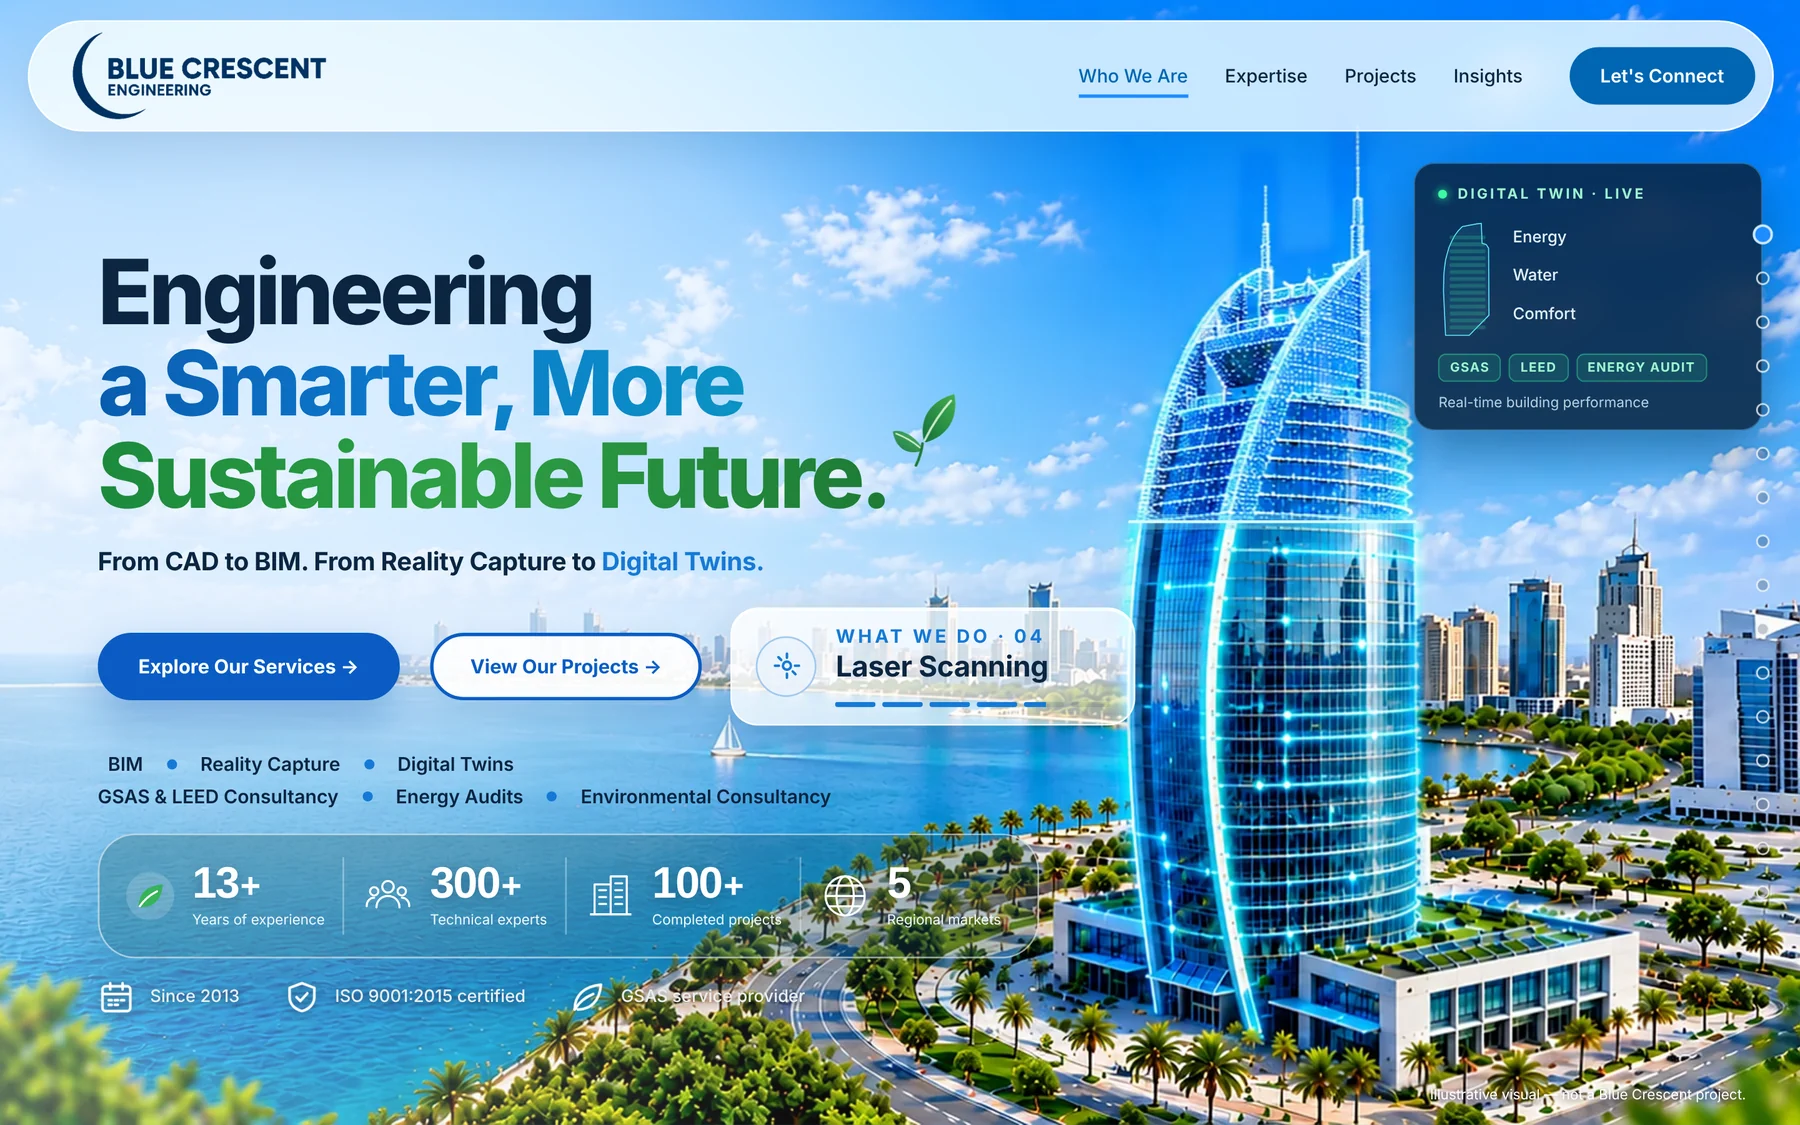 BLUE CRESCENT
ENGINEERING
Who We Are
Expertise
Projects
Insights
Let's Connect
DIGITAL TWIN · LIVE
Energy
Water
Comfort
GSAS
LEED
ENERGY AUDIT
Real-time building performance
Engineering
a Smarter, More
Sustainable Future.
From CAD to BIM. From Reality Capture to Digital Twins.
Explore Our Services →
View Our Projects →
WHAT WE DO · 04
Laser Scanning
BIM • Reality Capture • Digital Twins
GSAS & LEED Consultancy • Energy Audits • Environmental Consultancy
13+
Years of experience
300+
Technical experts
100+
Completed projects
5
Regional markets
Since 2013
ISO 9001:2015 certified
GSAS service provider
Illustrative visual — not a Blue Crescent project.